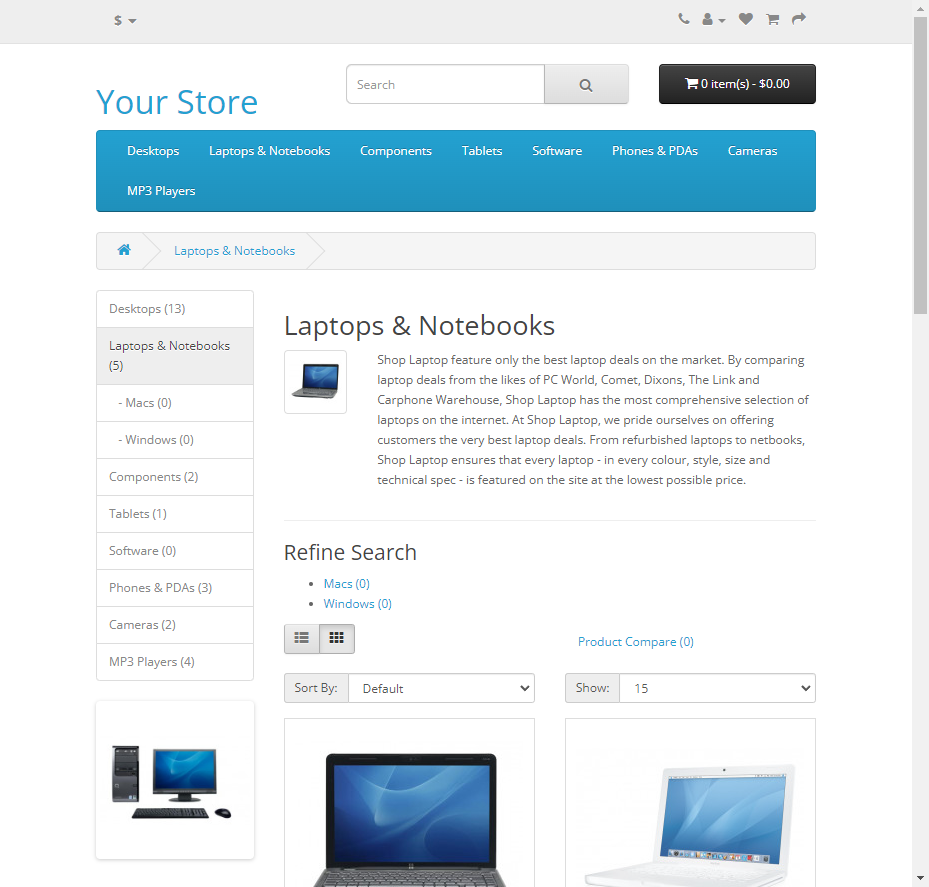 $
Your Store
Search
0 item(s) - $0.00
Desktops
Laptops & Notebooks
Components
Tablets
Software
Phones & PDAs
Cameras
MP3 Players
Laptops & Notebooks
Desktops (13)
Laptops & Notebooks
(5)
- Macs (0)
- Windows (0)
Components (2)
Tablets (1)
Software (0)
Phones & PDAs (3)
Cameras (2)
MP3 Players (4)
Laptops & Notebooks
Shop Laptop feature only the best laptop deals on the market. By comparing
laptop deals from the likes of PC World, Comet, Dixons, The Link and
Carphone Warehouse, Shop Laptop has the most comprehensive selection of
laptops on the internet. At Shop Laptop, we pride ourselves on offering
customers the very best laptop deals. From refurbished laptops to netbooks,
Shop Laptop ensures that every laptop - in every colour, style, size and
technical spec - is featured on the site at the lowest possible price.
Refine Search
Macs (0)
Windows (0)
Product Compare (0)
Sort By:
Default
Show:
15